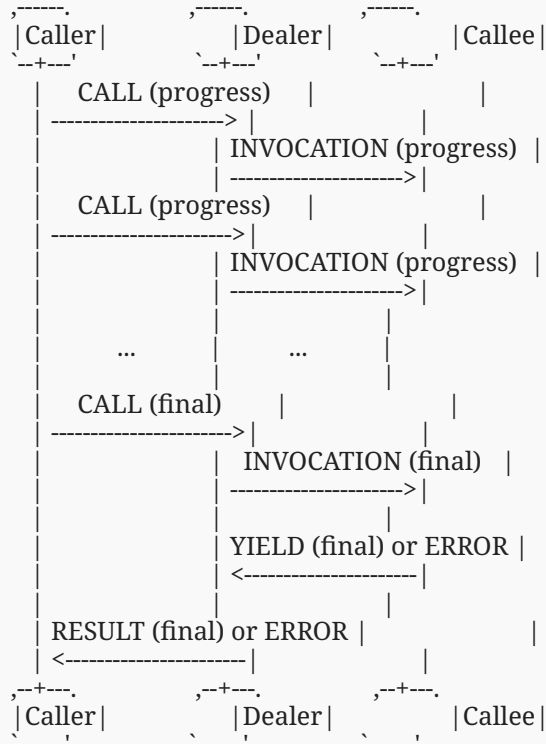 ,------.          ,------.          ,------.
|Caller|          |Dealer|          |Callee|
`--+---'          `--+---'          `--+---'
|   CALL (progress)   |   |
| ----------------------> |   |
|   | INVOCATION (progress) |
|   | ---------------------->|
|   CALL (progress)   |   |
| ----------------------->|   |
|   | INVOCATION (progress) |
|   | ---------------------->|
|   |   |
|   ...   |   ...   |
|   |   |
|   CALL (final)   |   |
| ----------------------->|   |
|   |   INVOCATION (final)   |
|   | ---------------------->|
|   |   |
|   | YIELD (final) or ERROR |
|   | <----------------------|
|   |   |
| RESULT (final) or ERROR |   |
| <-----------------------|   |
,--+---.          ,--+---.          ,--+---.
|Caller|          |Dealer|          |Callee|